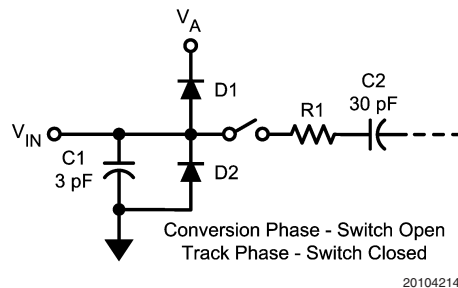 VA
D1
C2
30 pF
R1
VIN
C1
3 pF
D2
Conversion Phase - Switch Open
Track Phase - Switch Closed
20104214